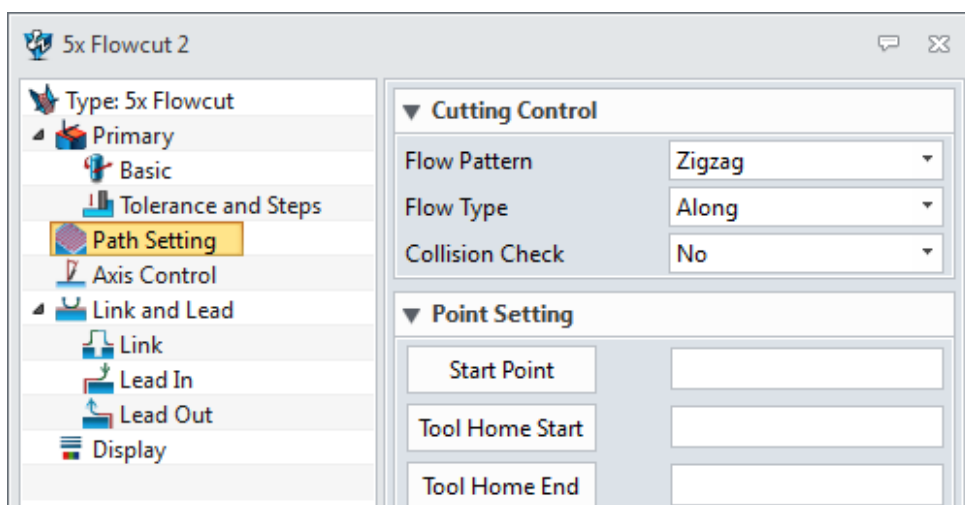 5x Flowcut 2
Type: 5x Flowcut
Primary
Basic
Tolerance and Steps
Path Setting
Axis Control
Link and Lead
Link
Lead In
Lead Out
Display
Cutting Control
Flow Pattern Zigzag
Flow Type Along
Collision Check No
Point Setting
Start Point
Tool Home Start
Tool Home End